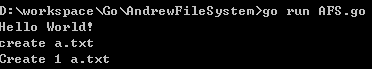 D:\workspace\Go\AndrewFileSystem>go run AFS.go
Hello World!
create a.txt
Create 1 a.txt